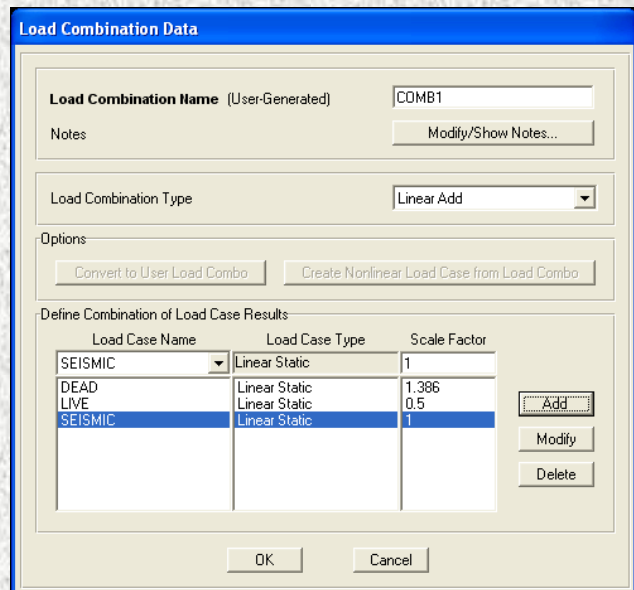 Load Combination Data
Load Combination Name (User-Generated) COMB1
Notes Modify/Show Notes...
Load Combination Type Linear Add
Options
Convert to User Load Combo Create Nonlinear Load Case from Load Combo
Define Combination of Load Case Results
Load Case Name Load Case Type Scale Factor
SEISMIC Linear Static 1
DEAD Linear Static 1.386
LIVE Linear Static 0.5
SEISMIC Linear Static 1
Add
Modify
Delete
OK Cancel